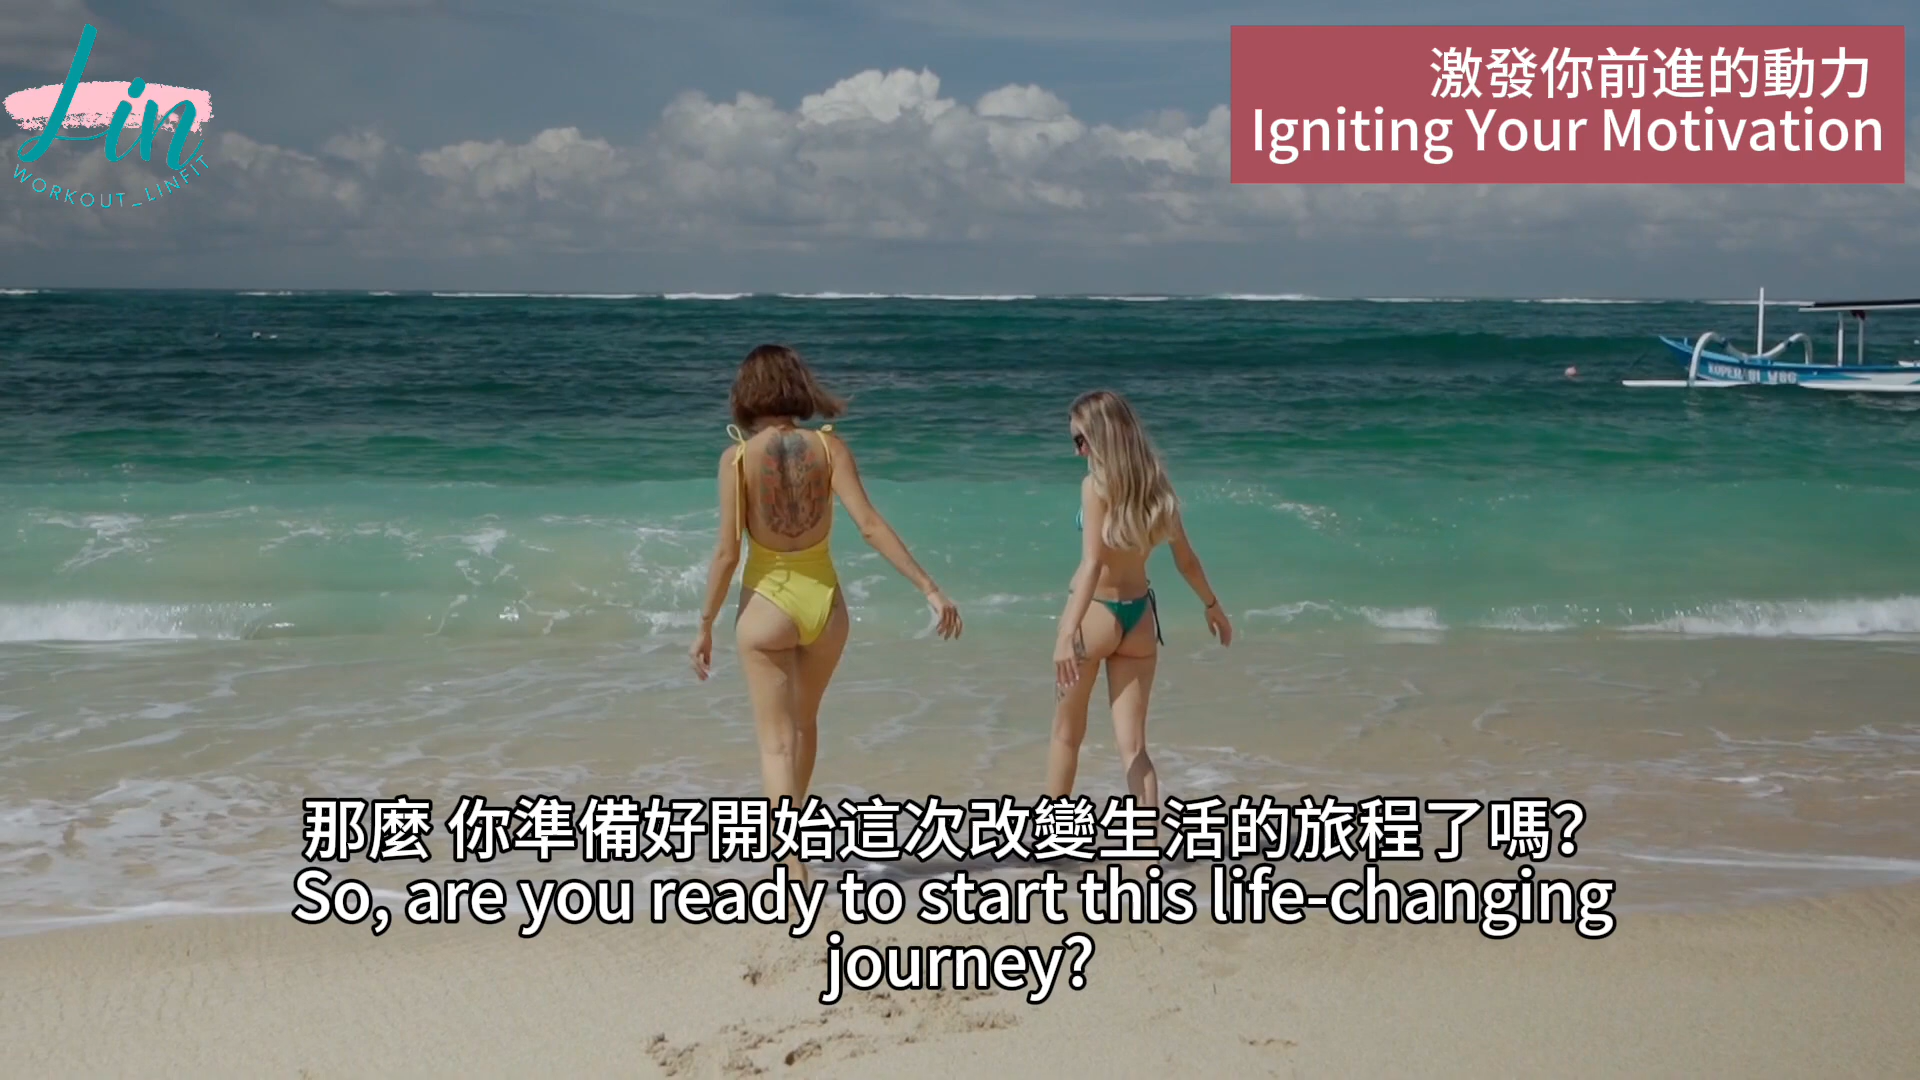 Lin
WORKOUT_LINFIT
激發你前進的動力
Igniting Your Motivation
那麼 你準備好開始這次改變生活的旅程了嗎?
So, are you ready to start this life-changing
journey?